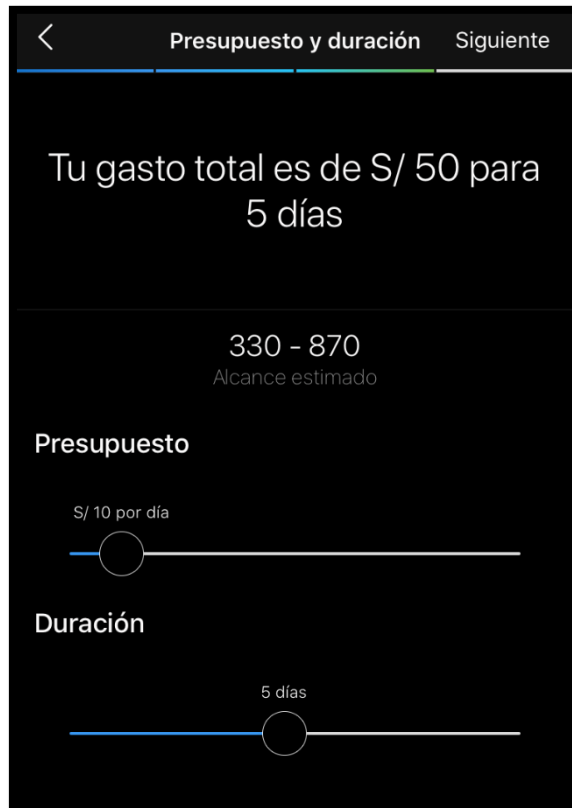 Presupuesto y duración Siguiente
Tu gasto total es de S/ 50 para
5 días
330 - 870
Alcance estimado
Presupuesto
S/ 10 por día
Duración
5 días